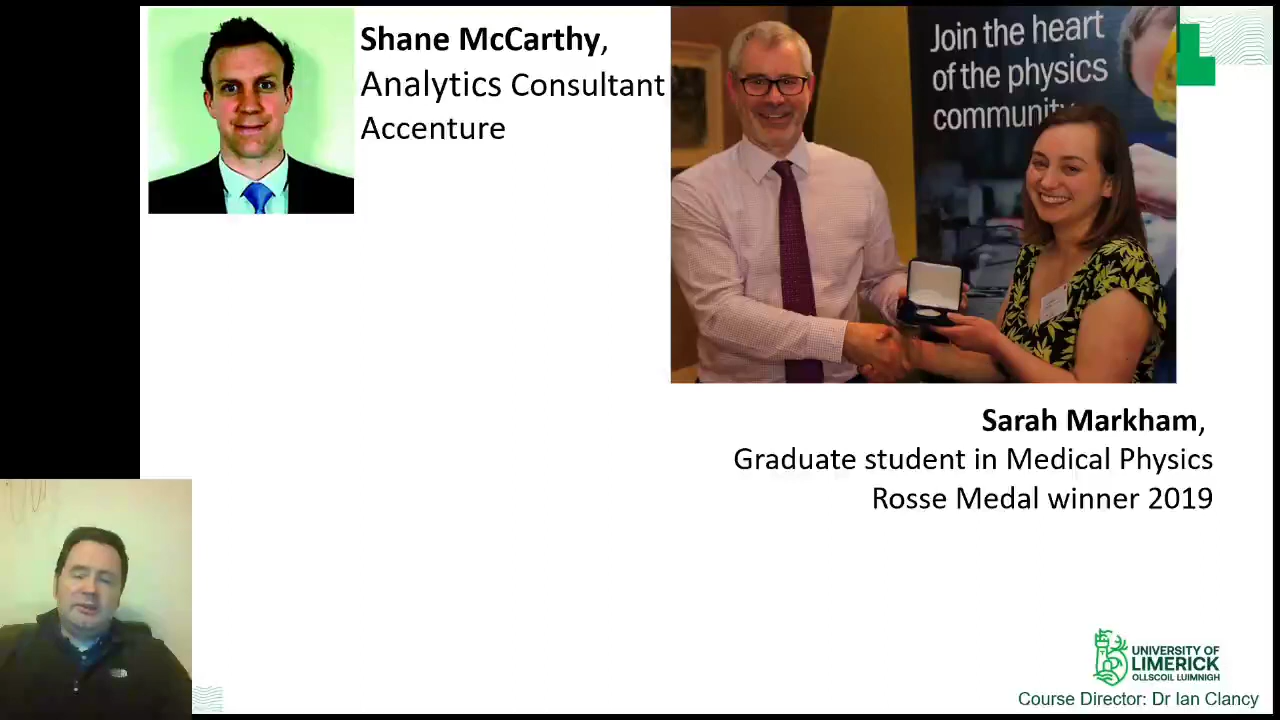 Shane McCarthy,
Analytics Consultant
Accenture
Join the heart
of the physics
community
Sarah Markham,
Graduate student in Medical Physics
Rosse Medal winner 2019
UNIVERSITY OF
LIMERICK
OLLSCOIL LUIMNIGH
Course Director: Dr Ian Clancy